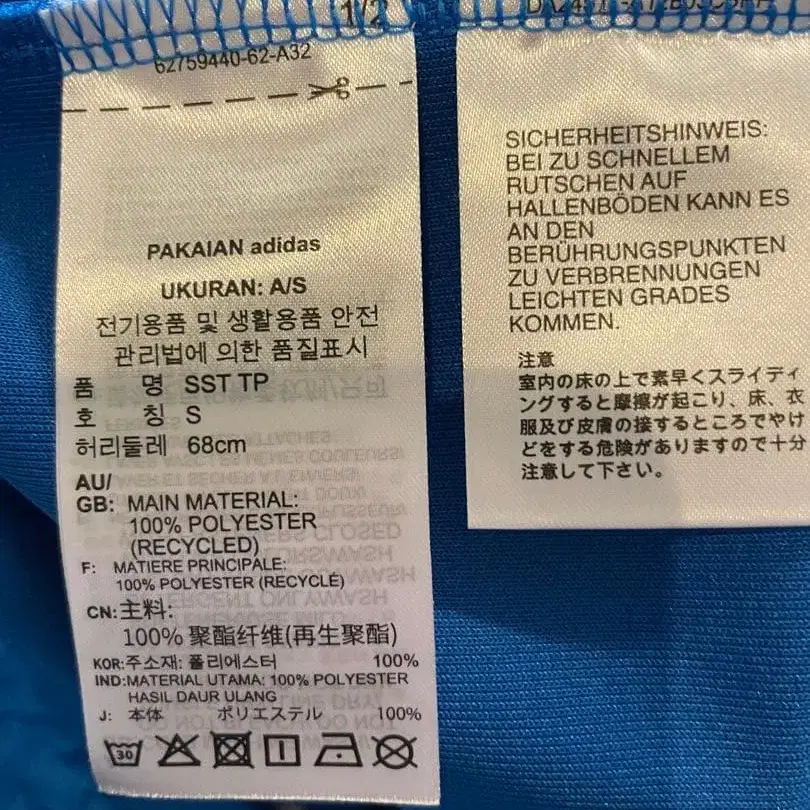 1/2
62759440-62-A32
PAKAIAN adidas
UKURAN: A/S
전기용품 및 생활용품 안전
관리법에 의한 품질표시
품 명 SST TP
호 칭 S
허리둘레 68cm
AU/
GB: MAIN MATERIAL:
100% POLYESTER
(RECYCLED)
F: MATIERE PRINCIPALE:
100% POLYESTER (RECYCLÉ)
CN:主料:
100% 聚酯纤维(再生聚酯)
KOR:주소재: 폴리에스터 100%
IND:MATERIAL UTAMA: 100% POLYESTER
HASIL DAUR ULANG
J: 本体 ポリエステル 100%
30
SICHERHEITSHINWEIS:
BEI ZU SCHNELLEM
RUTSCHEN AUF
HALLENBÖDEN KANN ES
AN DEN
BERÜHRUNGSPUNKTEN
ZU VERBRENNUNGEN
LEICHTEN GRADES
KOMMEN.
注意
室内の床の上で素早くスライディ
ングすると摩擦が起こり、床、衣
服及び皮膚の接するところでやけ
どをする危険がありますので十分
注意して下さい。